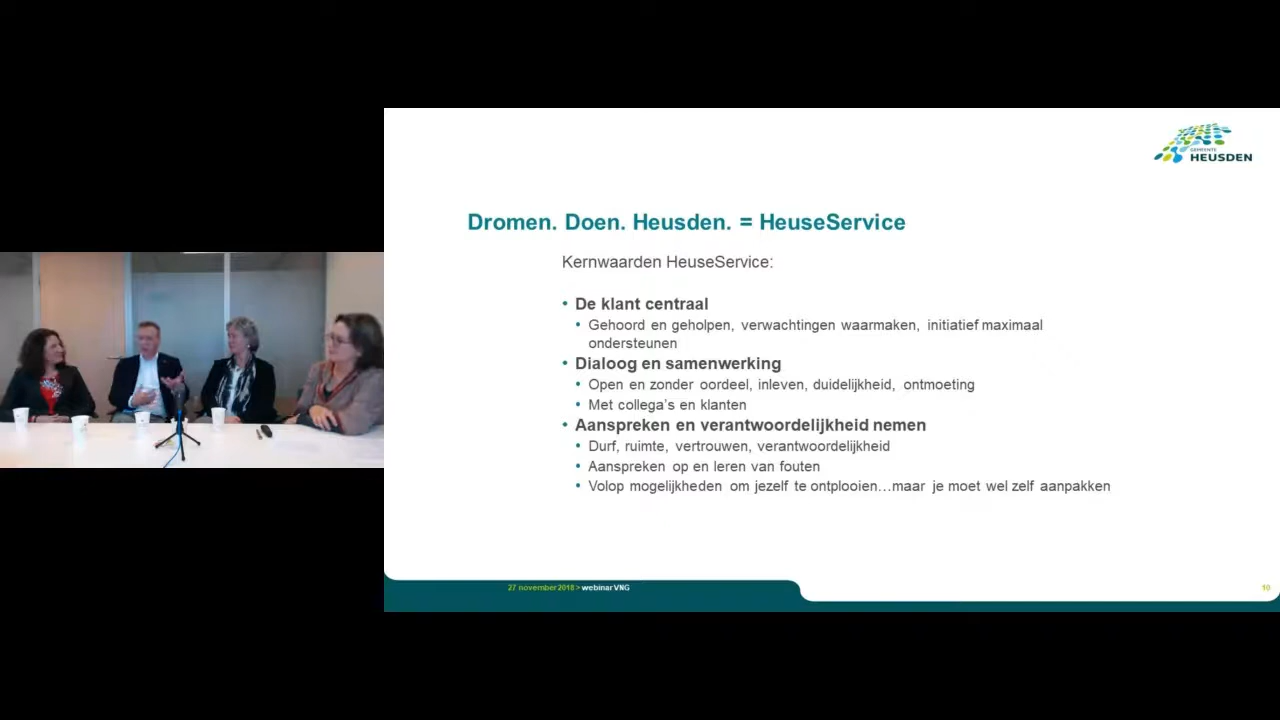 GEMEENTE
HEUSDEN
Dromen. Doen. Heusden. = HeuseService
Kernwaarden HeuseService:
• De klant centraal
• Gehoord en geholpen, verwachtingen waarmaken, initiatief maximaal
ondersteunen
• Dialoog en samenwerking
• Open en zonder oordeel, inleven, duidelijkheid, ontmoeting
• Met collega's en klanten
• Aanspreken en verantwoordelijkheid nemen
• Durf, ruimte, vertrouwen, verantwoordelijkheid
• Aanspreken op en leren van fouten
• Volop mogelijkheden om jezelf te ontplooien…maar je moet wel zelf aanpakken
27 november 2018 > webinar VNG
10